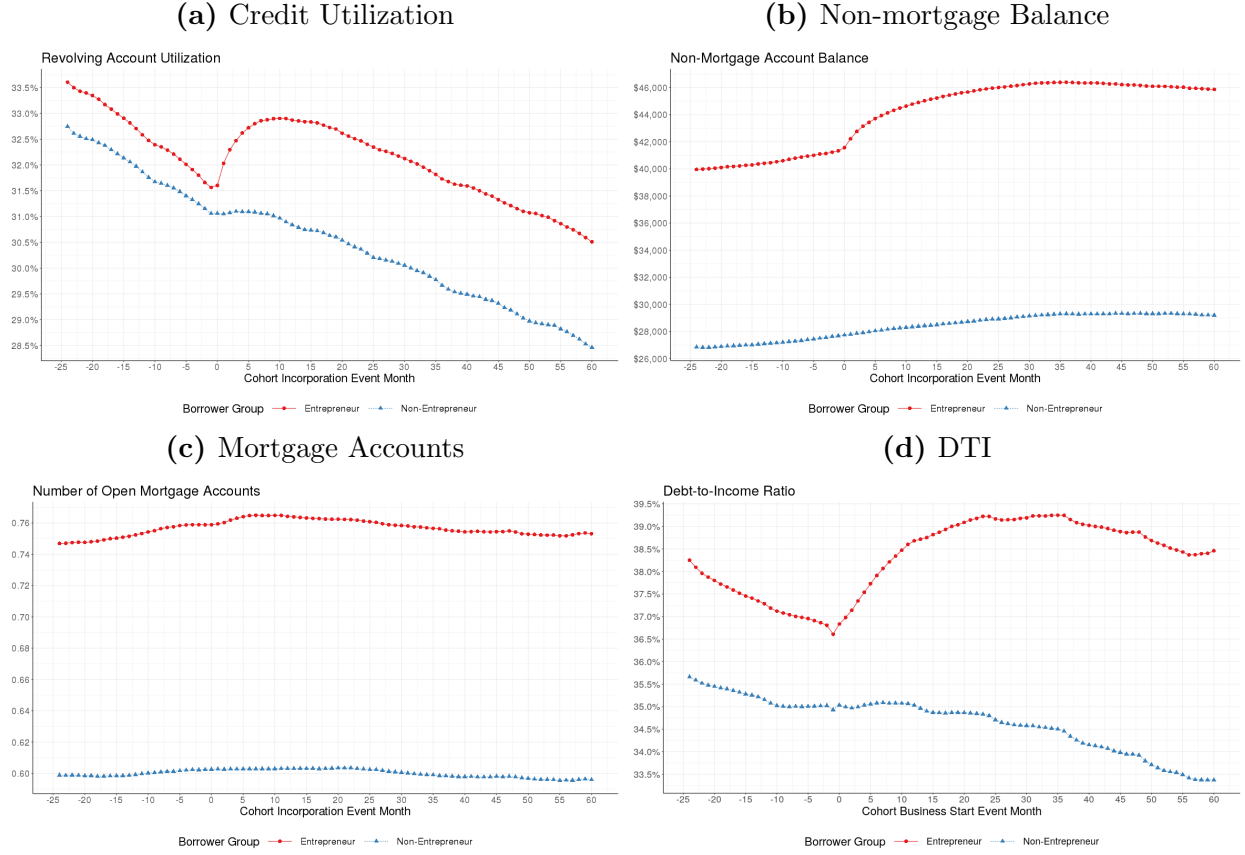 (a) Credit Utilization
Revolving Account Utilization
33.5%
33.0%
32.5%
32.0%
31.5%
31.0%
30.5%
30.0%
29.5%
29.0%
28.5%
-25 -20 -15 -10 -5 0 5 10 15 20 25 30 35 40 45 50 55 60
Cohort Incorporation Event Month
Borrower Group Entrepreneur Non-Entrepreneur
(b) Non-mortgage Balance
Non-Mortgage Account Balance
$46,000
$44,000
$42,000
$40,000
$38,000
$36,000
$34,000
$32,000
$30,000
$28,000
$26,000
-25 -20 -15 -10 -5 0 5 10 15 20 25 30 35 40 45 50 55 60
Cohort Incorporation Event Month
Borrower Group Entrepreneur Non-Entrepreneur
(c) Mortgage Accounts
Number of Open Mortgage Accounts
0.76
0.74
0.72
0.70
0.68
0.66
0.64
0.62
0.60
-25 -20 -15 -10 -5 0 5 10 15 20 25 30 35 40 45 50 55 60
Cohort Incorporation Event Month
Borrower Group Entrepreneur Non-Entrepreneur
(d) DTI
Debt-to-Income Ratio
39.5%
39.0%
38.5%
38.0%
37.5%
37.0%
36.5%
36.0%
35.5%
35.0%
34.5%
34.0%
33.5%
-25 -20 -15 -10 -5 0 5 10 15 20 25 30 35 40 45 50 55 60
Cohort Business Start Event Month
Borrower Group Entrepreneur Non-Entrepreneur